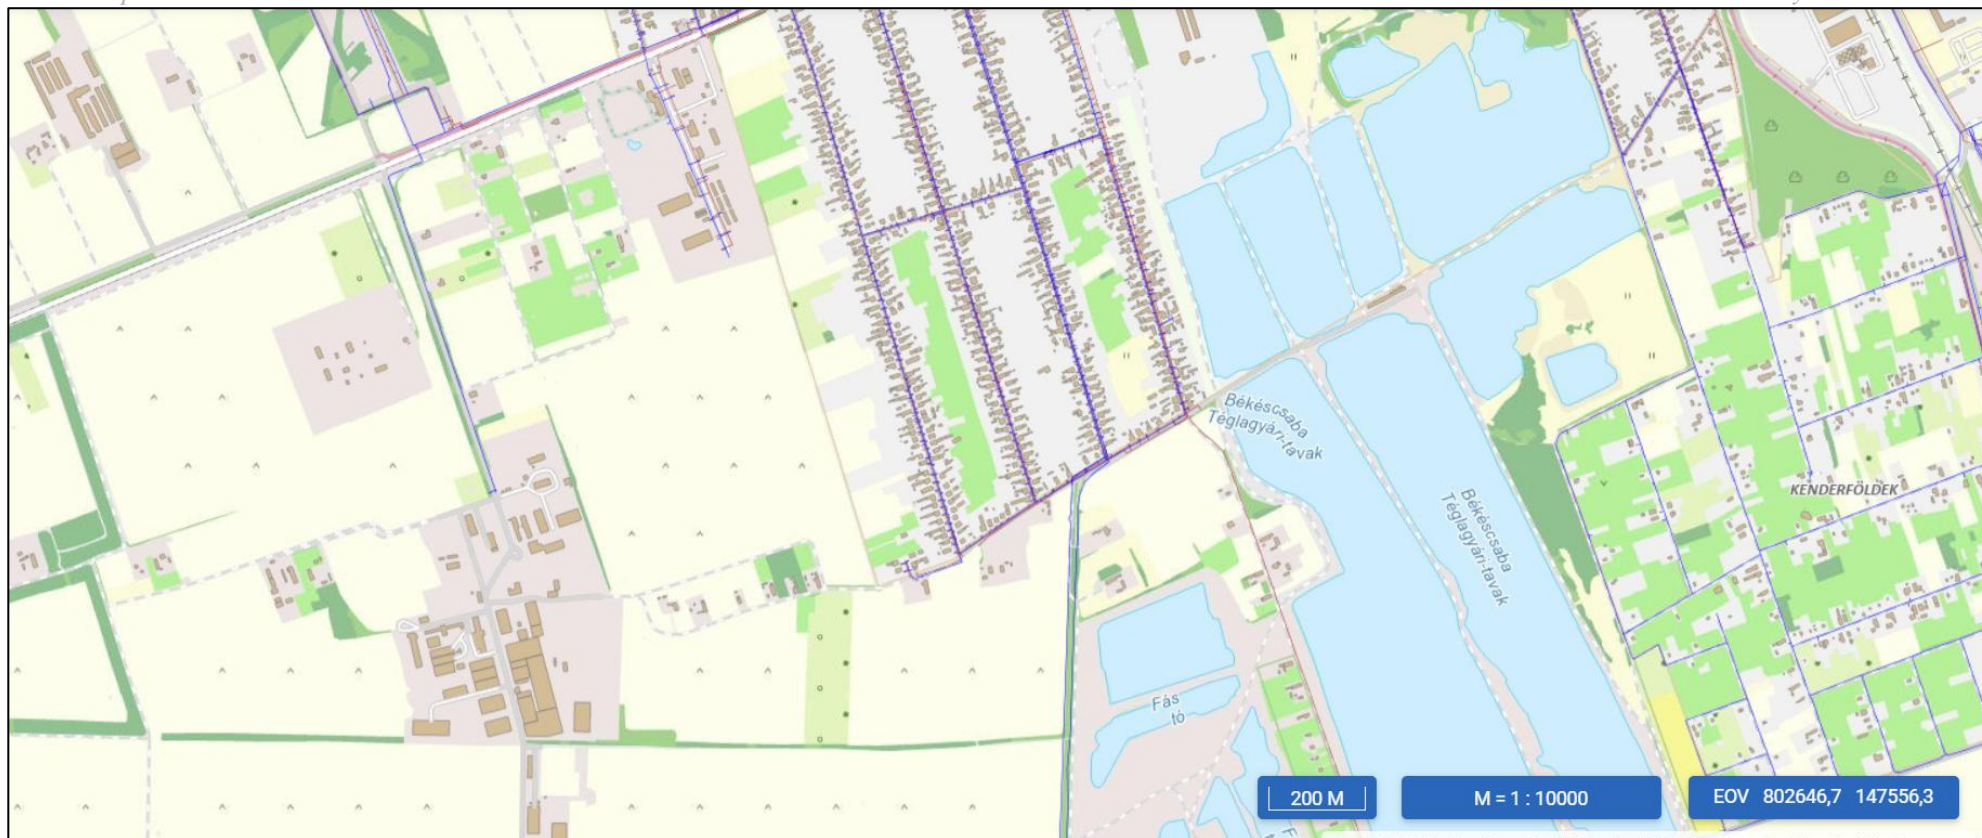 Békéscsaba
Téglagyári-tavak
Békéscsaba
Téglagyári-tavak
KENDERFÖLDEK
Fás
tó
200 M
M = 1 : 10000
EOV 802646,7 147556,3